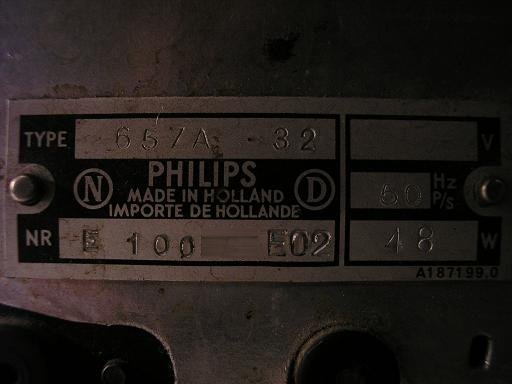 TYPE 657A -32 V
N PHILIPS D
MADE IN HOLLAND 50 Hz P/S
IMPORTE DE HOLLANDE
NR E 100 E02 48 W
A187199.0